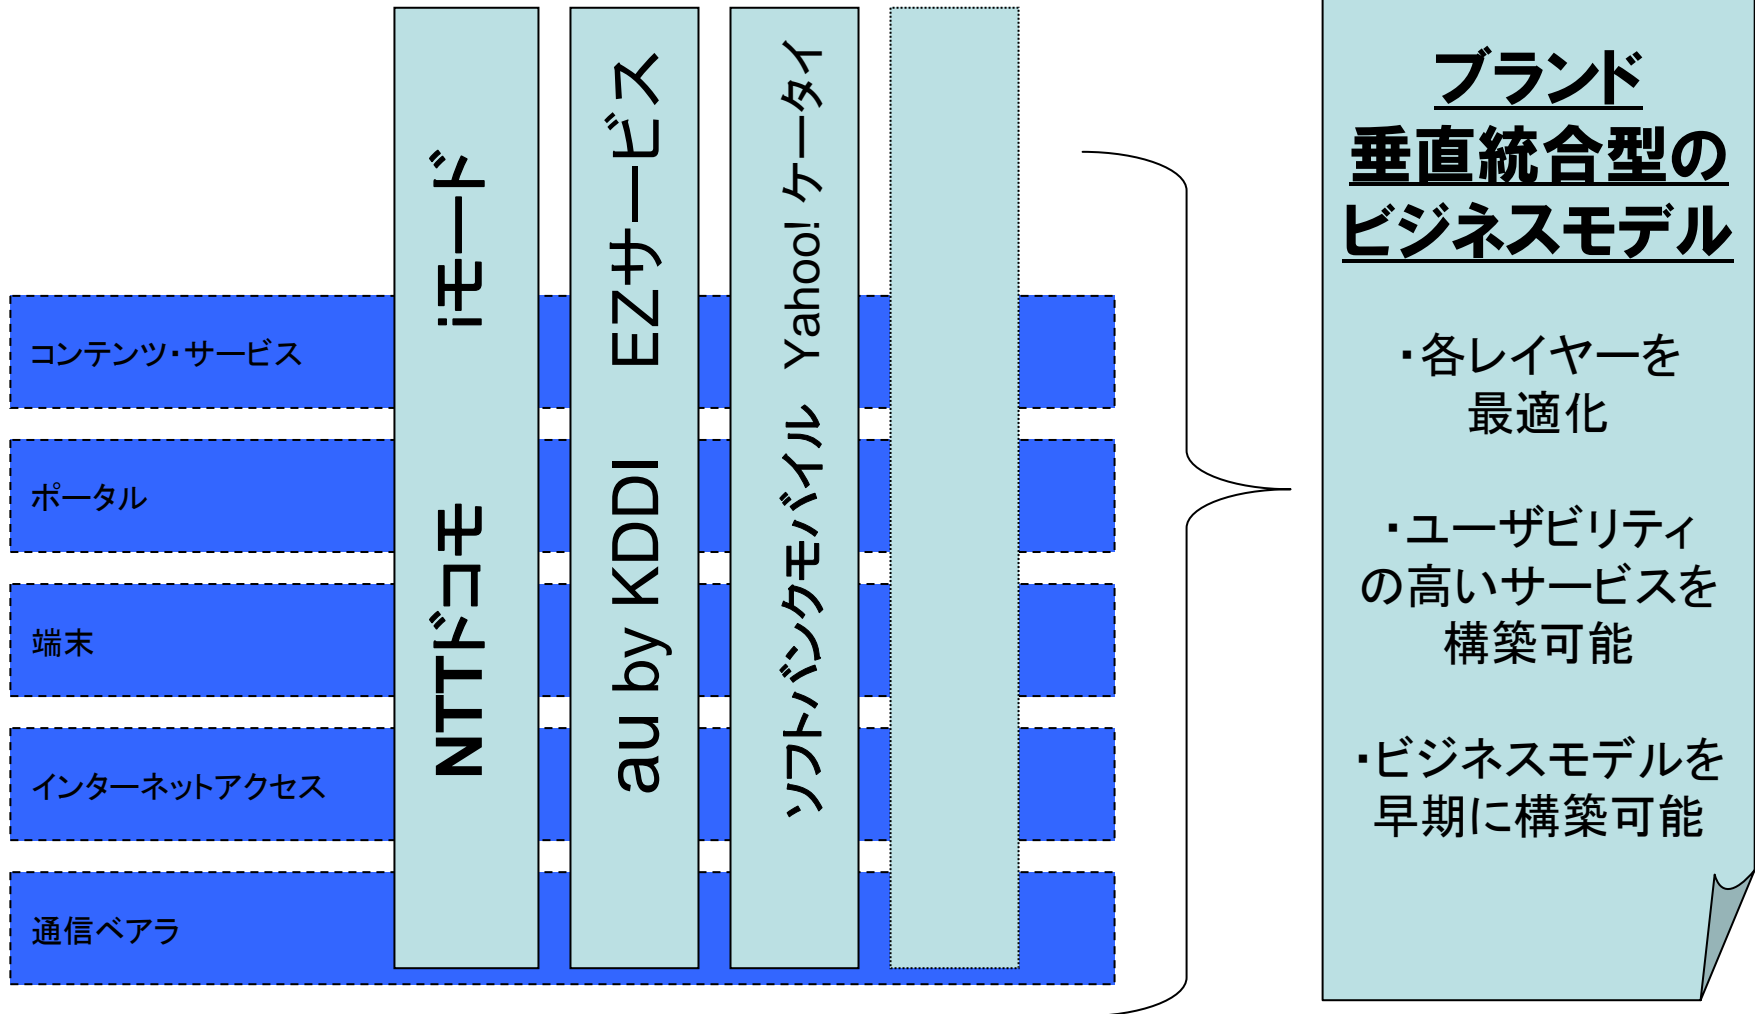 コンテンツ・サービス
ポータル
端末
インターネットアクセス
通信ベアラ
NTTドコモ iモード
au by KDDI EZサービス
ソフトバンクモバイル Yahoo! ケータイ
ブランド
垂直統合型の
ビジネスモデル
・各レイヤーを
最適化
・ユーザビリティ
の高いサービスを
構築可能
・ビジネスモデルを
早期に構築可能